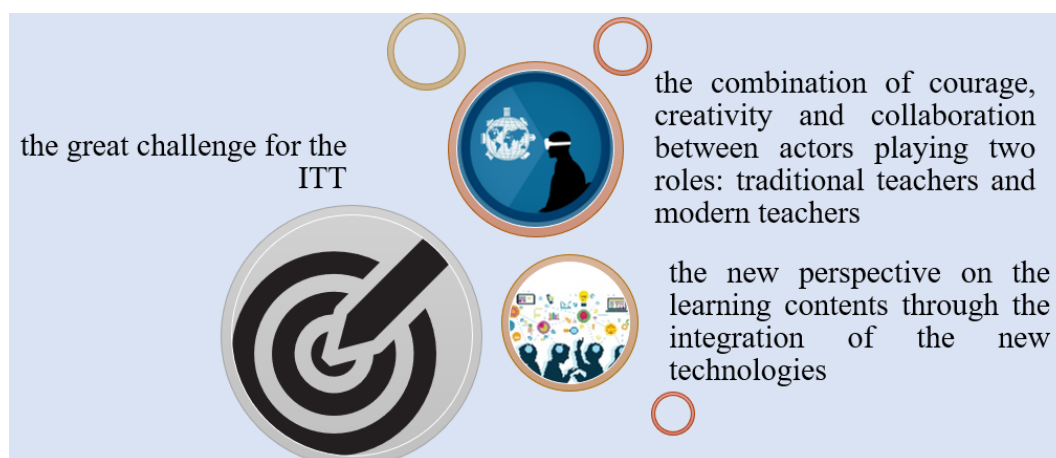 the great challenge for the
ITT
the combination of courage,
creativity and collaboration
between actors playing two
roles: traditional teachers and
modern teachers
the new perspective on the
learning contents through the
integration of the new
technologies